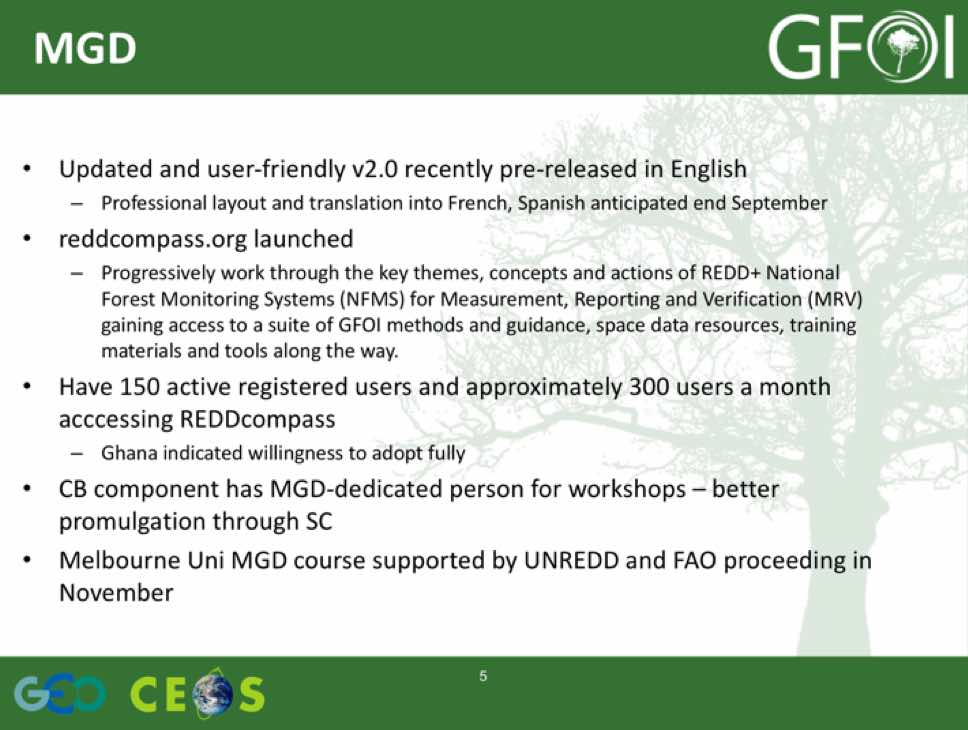 MGD
GFOI
• Updated and user-friendly v2.0 recently pre-released in English
– Professional layout and translation into French, Spanish anticipated end September
• reddcompass.org launched
– Progressively work through the key themes, concepts and actions of REDD+ National
Forest Monitoring Systems (NFMS) for Measurement, Reporting and Verification (MRV)
gaining access to a suite of GFOI methods and guidance, space data resources, training
materials and tools along the way.
• Have 150 active registered users and approximately 300 users a month
acccessing REDDcompass
– Ghana indicated willingness to adopt fully
• CB component has MGD-dedicated person for workshops – better
promulgation through SC
• Melbourne Uni MGD course supported by UNREDD and FAO proceeding in
November
GEO CEOS
5